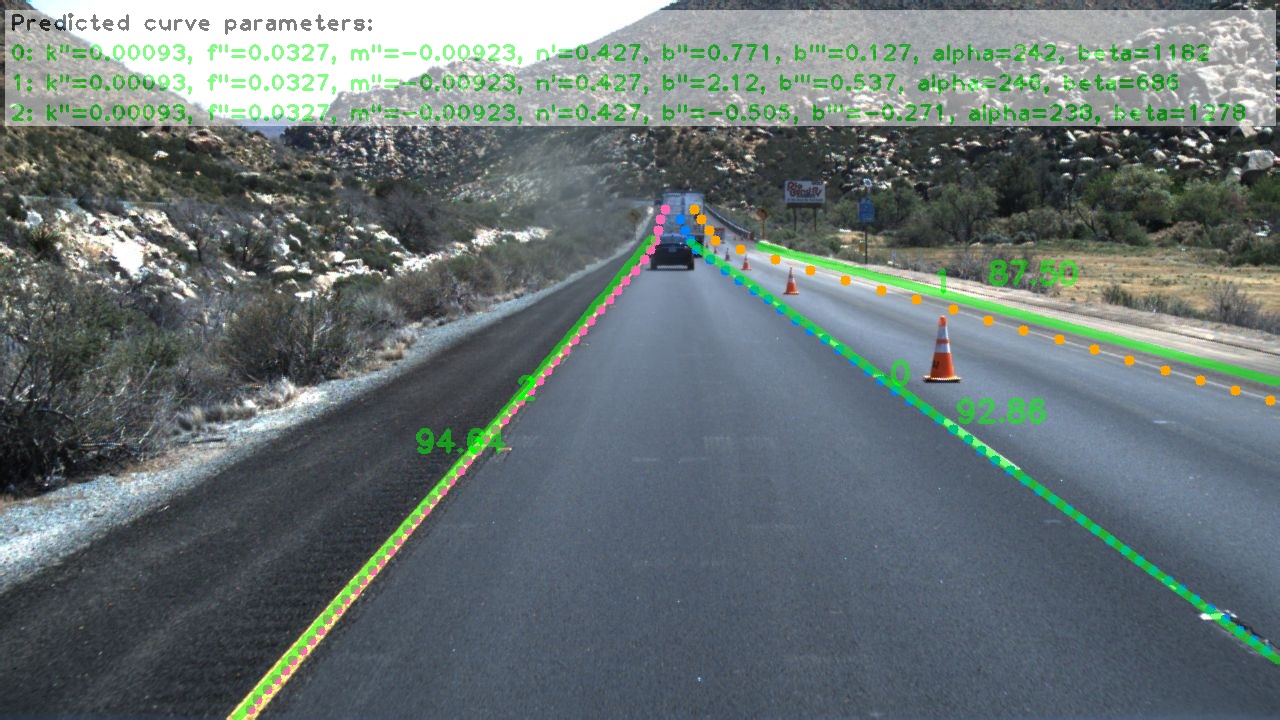 Predicted curve parameters:
0: k''=0.00093, f''=0.0327, m''=−0.00923, n'=0.427, b''=0.771, b'''=0.127, alpha=242, beta=1182
1: k''=0.00093, f''=0.0327, m''=−0.00923, n'=0.427, b''=2.12, b'''=0.537, alpha=246, beta=686
2: k''=0.00093, f''=0.0327, m''=−0.00923, n'=0.427, b''=−0.505, b'''=−0.271, alpha=238, beta=1278
1 87.50
2 0
92.86
94.64